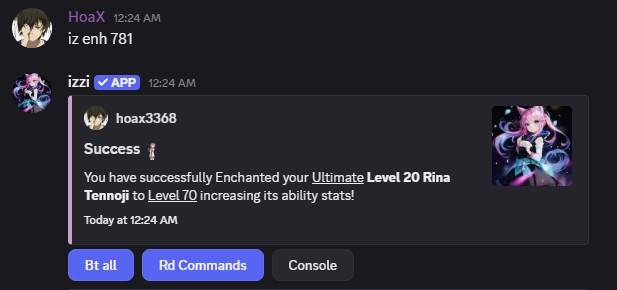 HoaX 12:24 AM
iz enh 781
izzi ✓ APP 12:24 AM
hoax3368
Success
You have successfully Enchanted your Ultimate Level 20 Rina
Tennoji to Level 70 increasing its ability stats!
Today at 12:24 AM
Bt all Rd Commands Console